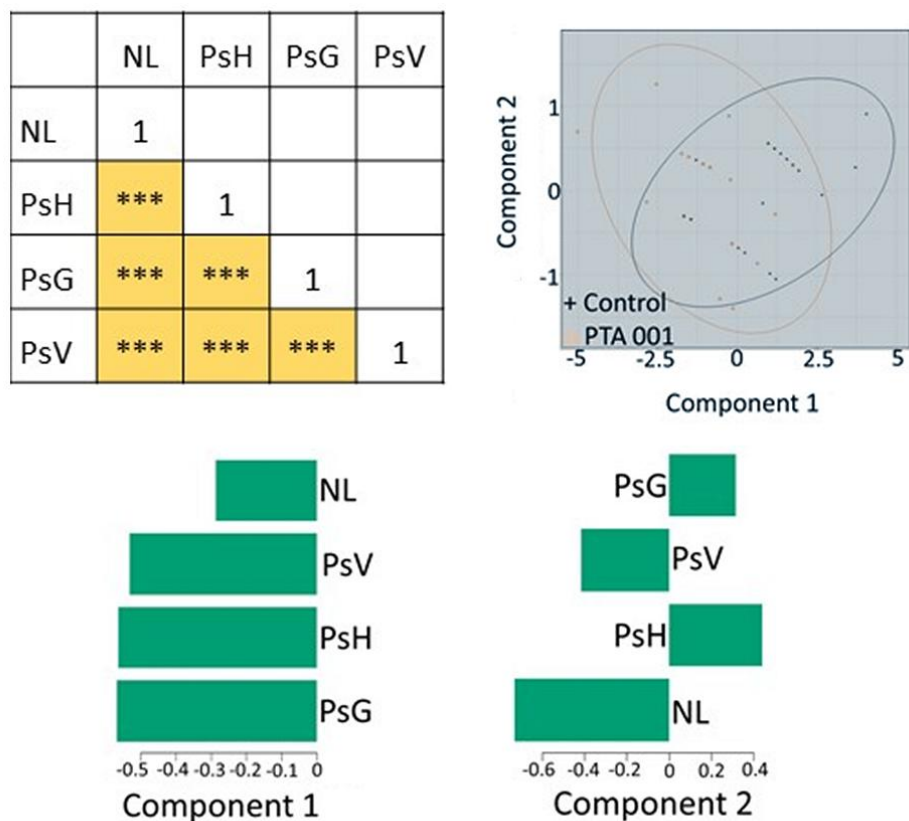 NL PsH PsG PsV
NL 1
PsH *** 1
PsG *** *** 1
PsV *** *** *** 1
Component 2
1
0
-1
+ Control
PTA 001
-5 -2.5 0 2.5 5
Component 1
NL
PsV
PsH
PsG
-0.5 -0.4 -0.3 -0.2 -0.1 0
Component 1
PsG
PsV
PsH
NL
-0.6 -0.4 -0.2 0 0.2 0.4
Component 2